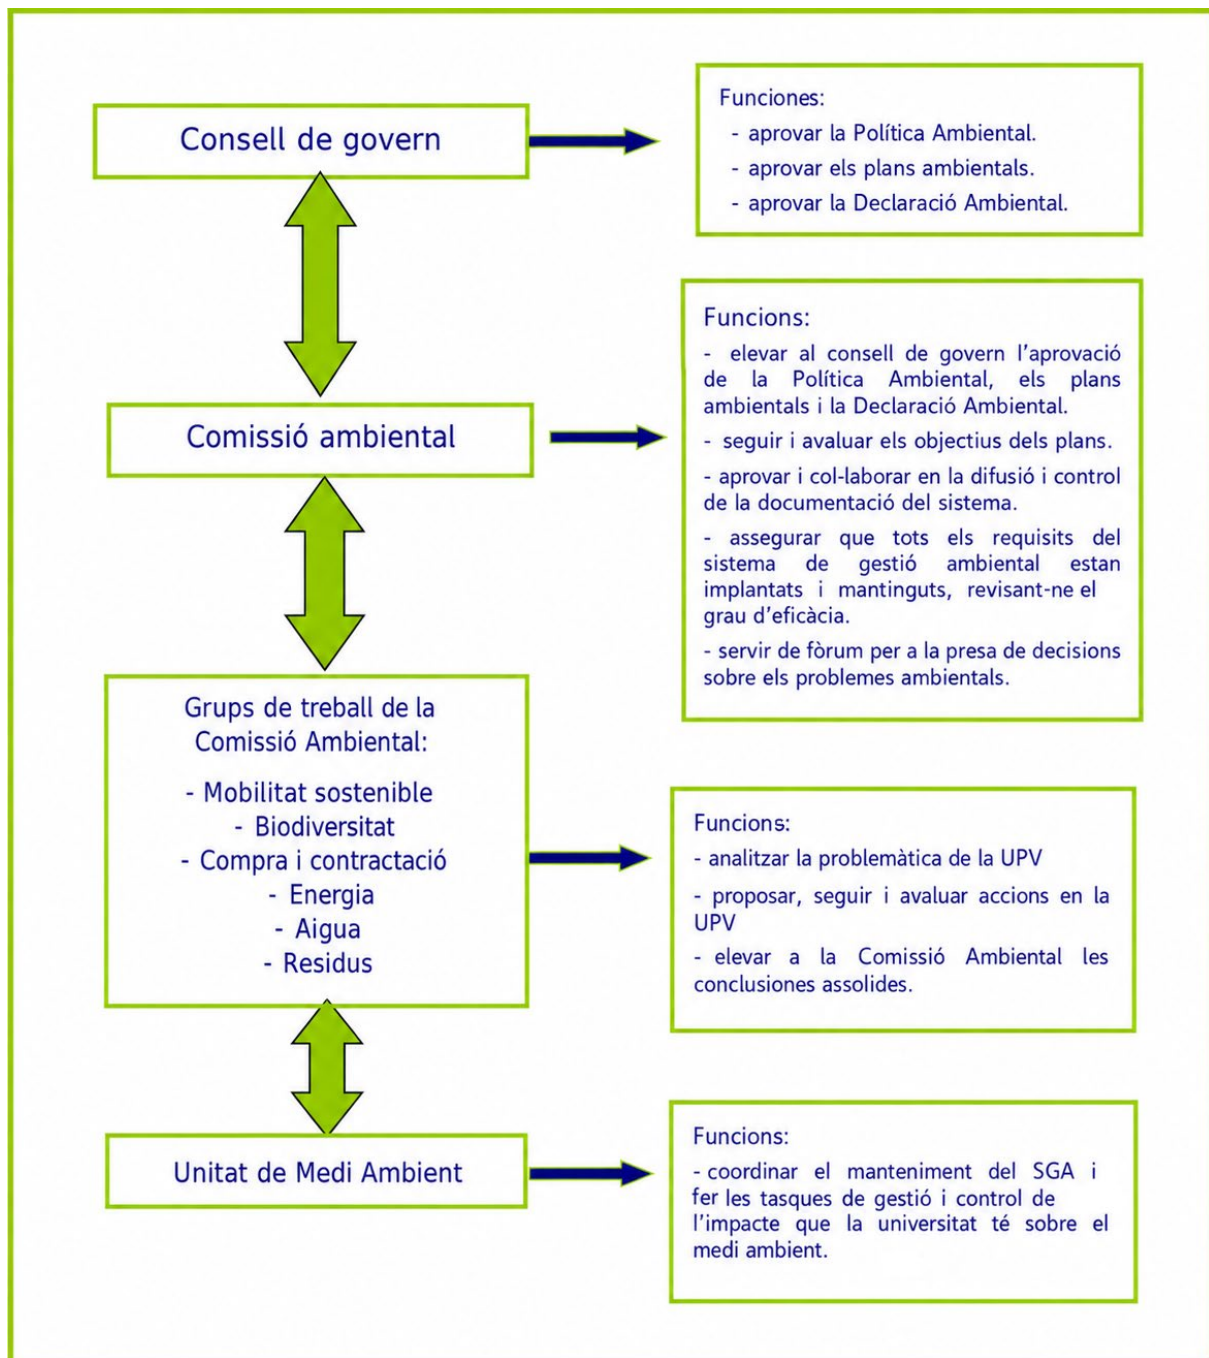 Consell de govern
Funciones:
- aprovar la Política Ambiental.
- aprovar els plans ambientals.
- aprovar la Declaració Ambiental.
Comissió ambiental
Funcions:
- elevar al consell de govern l’aprovació
de la Política Ambiental, els plans
ambientals i la Declaració Ambiental.
- seguir i avaluar els objectius dels plans.
- aprovar i col-laborar en la difusió i control
de la documentació del sistema.
- assegurar que tots els requisits del
sistema de gestió ambiental estan
implantats i mantinguts, revisant-ne el
grau d’eficàcia.
- servir de fòrum per a la presa de decisions
sobre els problemes ambientals.
Grups de treball de la
Comissió Ambiental:
- Mobilitat sostenible
- Biodiversitat
- Compra i contractació
- Energia
- Aigua
- Residus
Funcions:
- analitzar la problemàtica de la UPV
- proposar, seguir i avaluar accions en la
UPV
- elevar a la Comissió Ambiental les
conclusiones assolides.
Unitat de Medi Ambient
Funcions:
- coordinar el manteniment del SGA i
fer les tasques de gestió i control de
l’impacte que la universitat té sobre el
medi ambient.